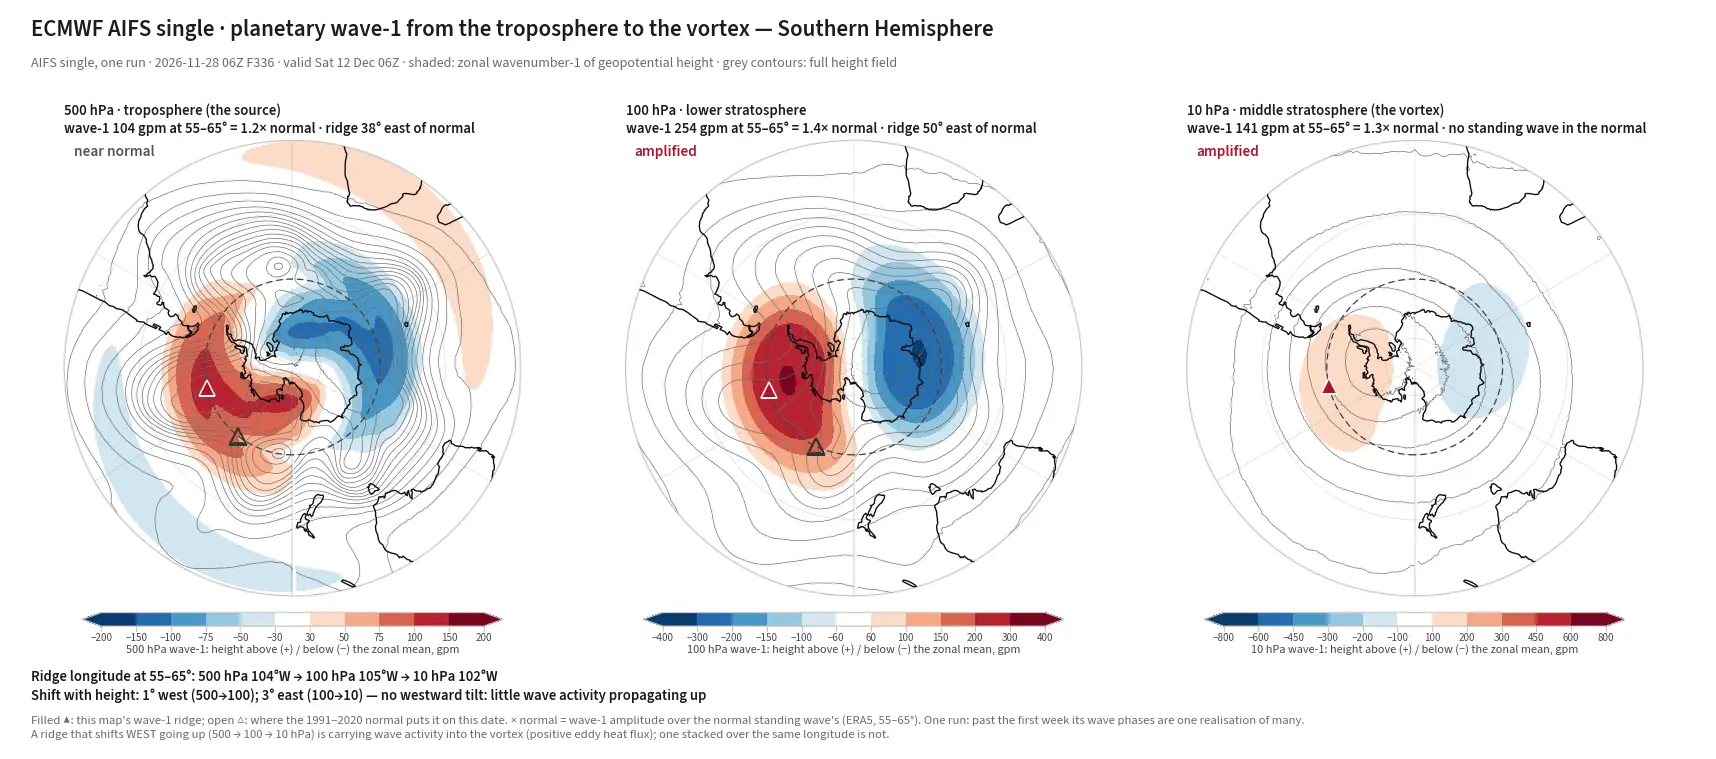 ECMWF AIFS single · planetary wave-1 from the troposphere to the vortex — Southern Hemisphere
AIFS single, one run · 2026-11-28 06Z F336 · valid Sat 12 Dec 06Z · shaded: zonal wavenumber-1 of geopotential height · grey contours: full height field
500 hPa · troposphere (the source)
wave-1 104 gpm at 55–65° = 1.2× normal · ridge 38° east of normal
near normal
100 hPa · lower stratosphere
wave-1 254 gpm at 55–65° = 1.4× normal · ridge 50° east of normal
amplified
10 hPa · middle stratosphere (the vortex)
wave-1 141 gpm at 55–65° = 1.3× normal · no standing wave in the normal
amplified
−200 −150 −100 −75 −50 −30 30 50 75 100 150 200
500 hPa wave-1: height above (+) / below (−) the zonal mean, gpm
−400 −300 −200 −150 −100 −60 60 100 150 200 300 400
100 hPa wave-1: height above (+) / below (−) the zonal mean, gpm
−800 −600 −450 −300 −200 −100 100 200 300 450 600 800
10 hPa wave-1: height above (+) / below (−) the zonal mean, gpm
Ridge longitude at 55–65°: 500 hPa 104°W → 100 hPa 105°W → 10 hPa 102°W
Shift with height: 1° west (500→100); 3° east (100→10) — no westward tilt: little wave activity propagating up
Filled ▲: this map's wave-1 ridge; open △: where the 1991–2020 normal puts it on this date. × normal = wave-1 amplitude over the normal standing wave's (ERA5, 55–65°). One run: past the first week its wave phases are one realisation of many.
A ridge that shifts WEST going up (500 → 100 → 10 hPa) is carrying wave activity into the vortex (positive eddy heat flux); one stacked over the same longitude is not.